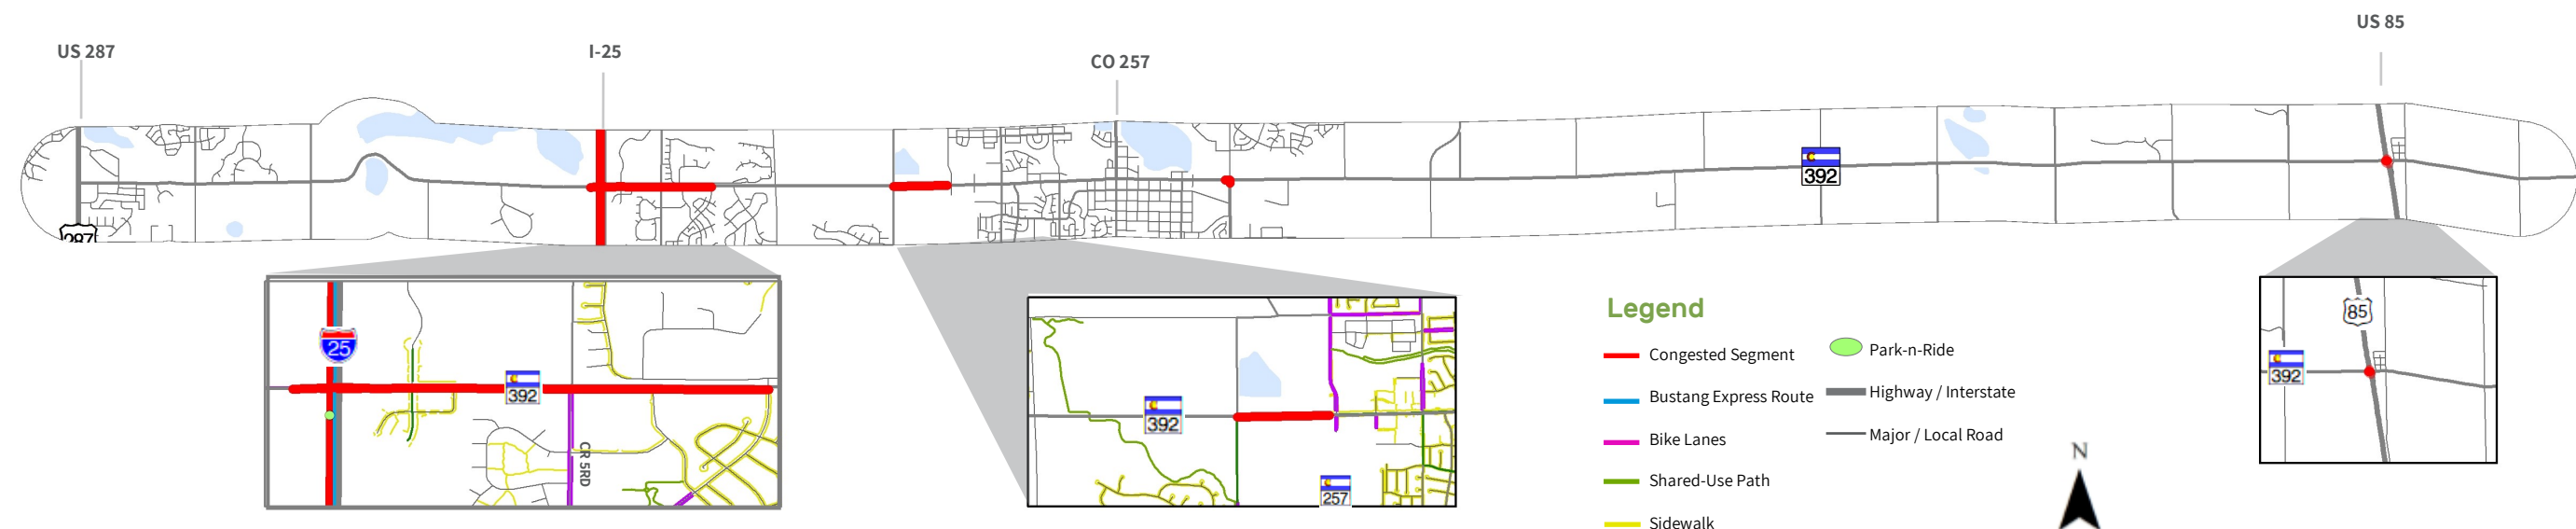 US 287
I-25
CO 257
US 85
392
287
25
392
CR 5RD
392
257
Legend
Congested Segment
Bustang Express Route
Bike Lanes
Shared-Use Path
Sidewalk
Park-n-Ride
Highway / Interstate
Major / Local Road
N
85
392